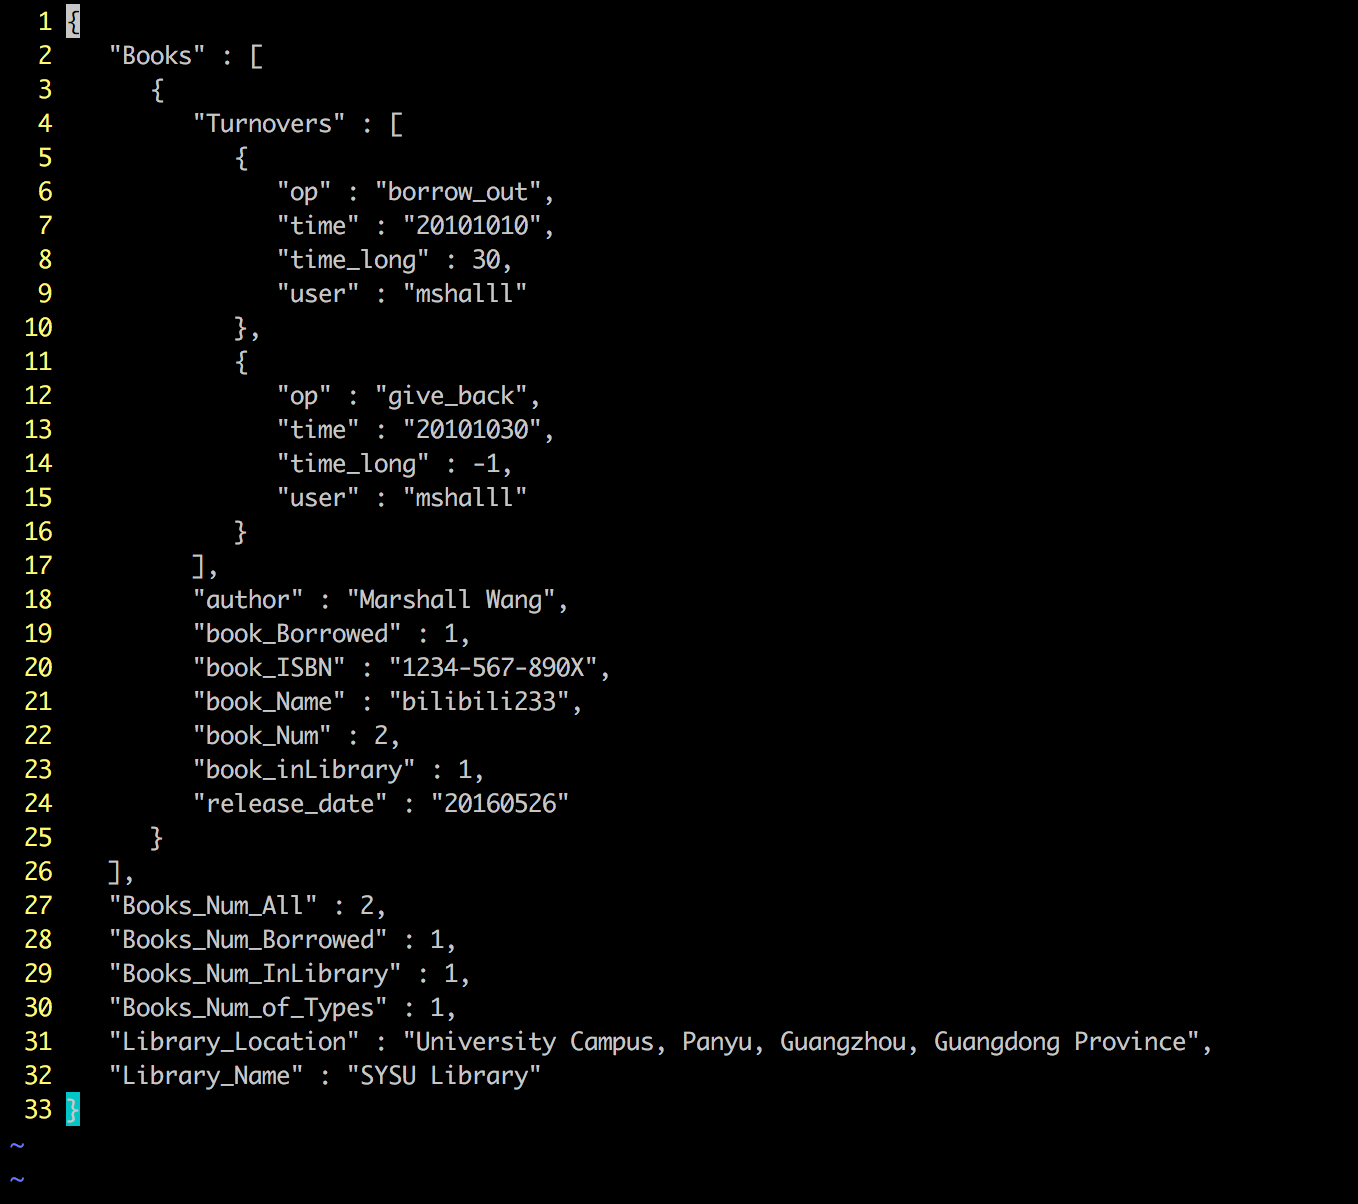 1 {
2    "Books" : [
3       {
4          "Turnovers" : [
5             {
6                "op" : "borrow_out",
7                "time" : "20101010",
8                "time_long" : 30,
9                "user" : "mshalll"
10             },
11             {
12                "op" : "give_back",
13                "time" : "20101030",
14                "time_long" : -1,
15                "user" : "mshalll"
16             }
17          ],
18          "author" : "Marshall Wang",
19          "book_Borrowed" : 1,
20          "book_ISBN" : "1234-567-890X",
21          "book_Name" : "bilibili233",
22          "book_Num" : 2,
23          "book_inLibrary" : 1,
24          "release_date" : "20160526"
25       }
26    ],
27    "Books_Num_All" : 2,
28    "Books_Num_Borrowed" : 1,
29    "Books_Num_InLibrary" : 1,
30    "Books_Num_of_Types" : 1,
31    "Library_Location" : "University Campus, Panyu, Guangzhou, Guangdong Province",
32    "Library_Name" : "SYSU Library"
33 }
~
~